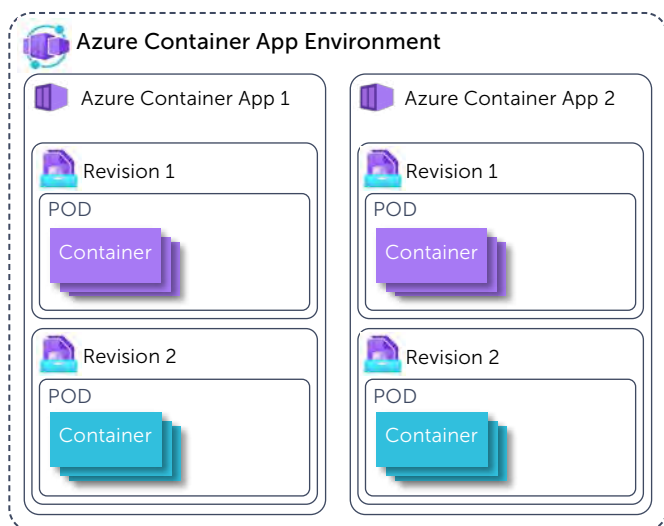 Azure Container App Environment
Azure Container App 1
Revision 1
POD
Container
Revision 2
POD
Container
Azure Container App 2
Revision 1
POD
Container
Revision 2
POD
Container